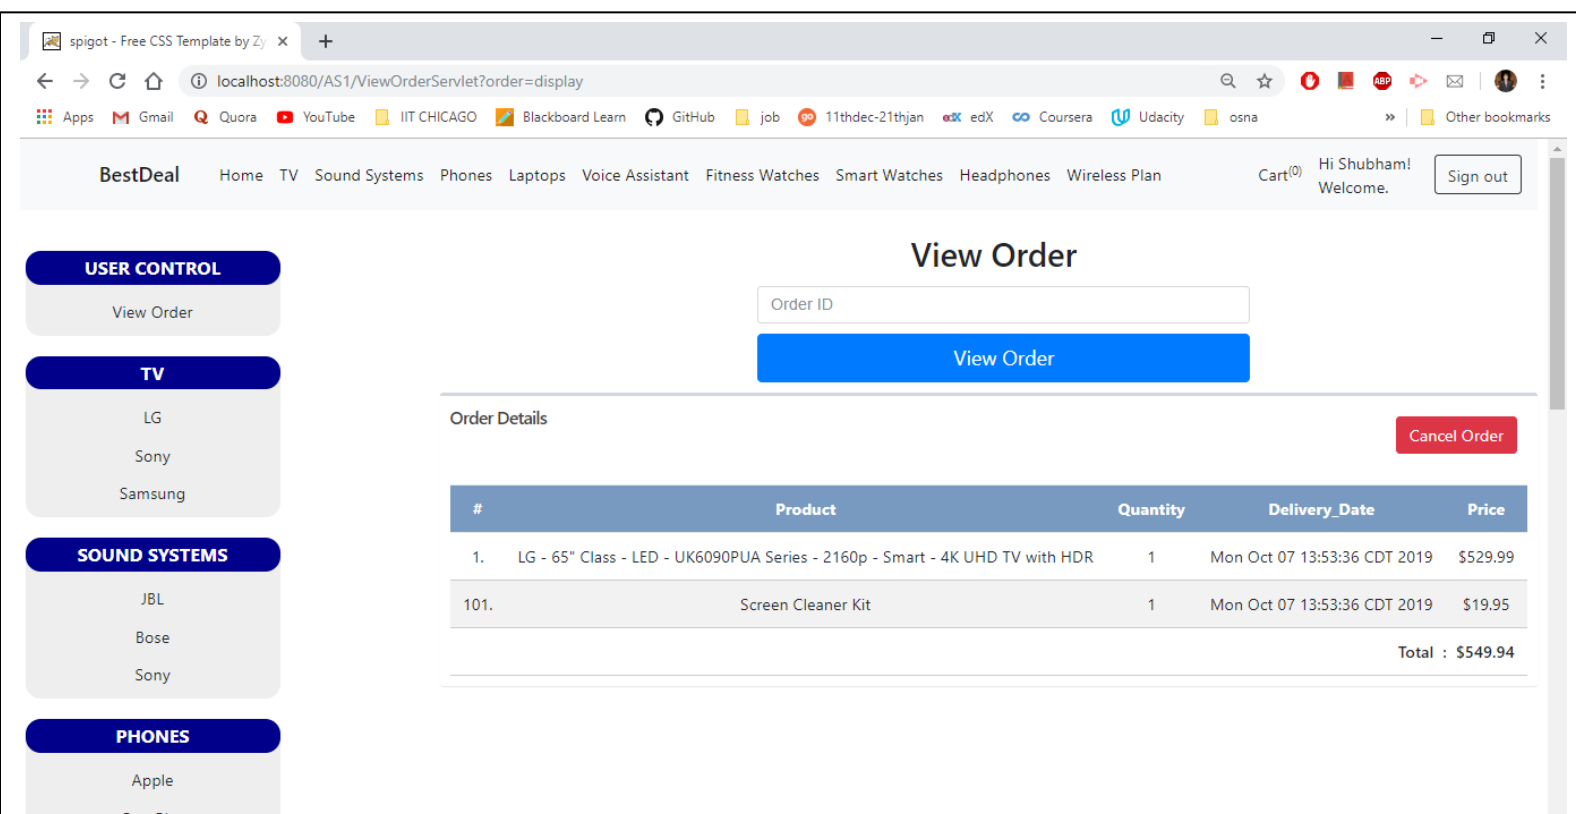 spigot - Free CSS Template by Zy
localhost:8080/AS1/ViewOrderServlet?order=display
ABP
Apps Gmail Quora YouTube IIT CHICAGO Blackboard Learn GitHub job 11thdec-21thjan edX Coursera Udacity osna » Other bookmarks
BestDeal Home TV Sound Systems Phones Laptops Voice Assistant Fitness Watches Smart Watches Headphones Wireless Plan Cart(0) Hi Shubham! Sign out
Welcome.
View Order
USER CONTROL
View Order
Order ID
View Order
TV
LG
Sony
Samsung
Order Details
Cancel Order
# Product Quantity Delivery_Date Price
1. LG - 65" Class - LED - UK6090PUA Series - 2160p - Smart - 4K UHD TV with HDR 1 Mon Oct 07 13:53:36 CDT 2019 $529.99
101. Screen Cleaner Kit 1 Mon Oct 07 13:53:36 CDT 2019 $19.95
Total : $549.94
SOUND SYSTEMS
JBL
Bose
Sony
PHONES
Apple